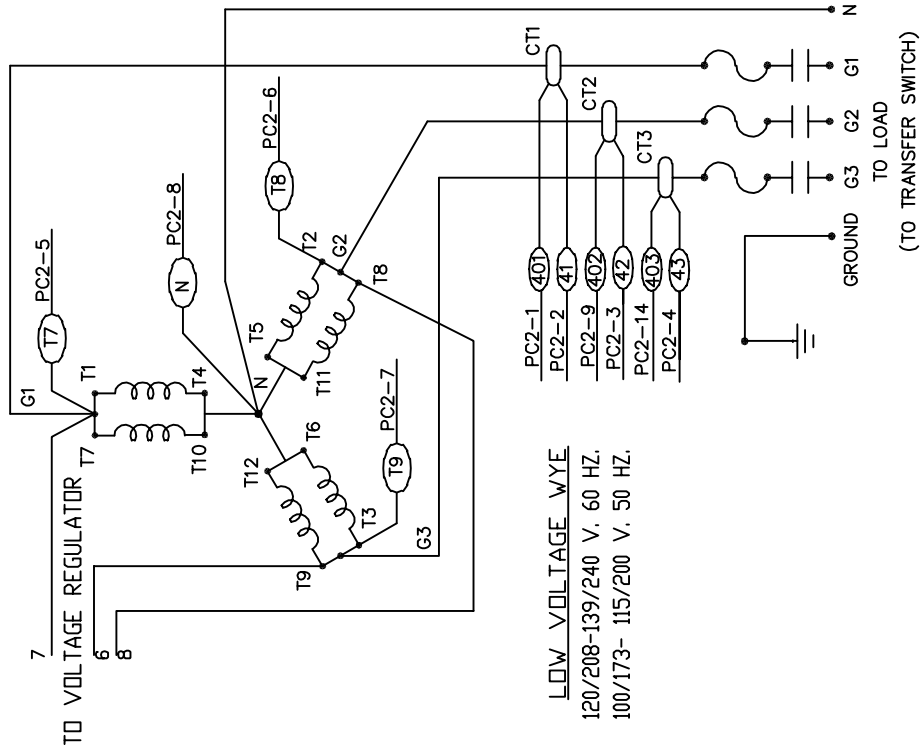 TO VOLTAGE REGULATOR
7
6
8
G1
T7
PC2-5
T7
T1
T10
T4
N
PC2-8
T8
PC2-6
T2
G2
T8
T5
T11
N
T12
T6
T9
T3
T9
PC2-7
G3
CT1
CT2
CT3
PC2-1
401
PC2-2
41
PC2-9
402
PC2-3
42
PC2-14
403
PC2-4
43
N
G1
G2
G3
TO LOAD
(TO TRANSFER SWITCH)
GROUND
LOW VOLTAGE WYE
120/208-139/240 V. 60 HZ.
100/173- 115/200 V. 50 HZ.